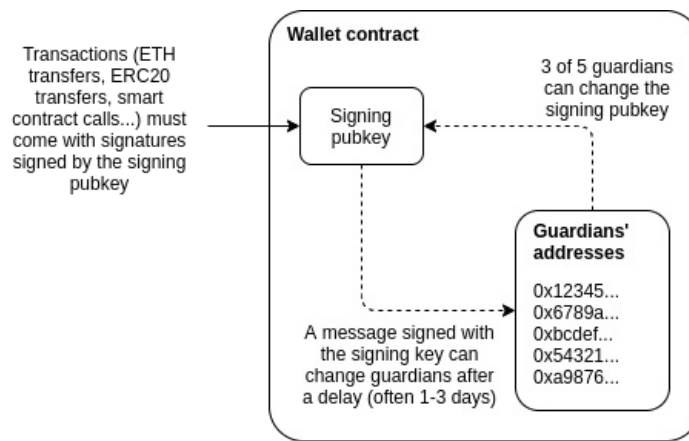 Wallet contract
Transactions (ETH
transfers, ERC20
transfers, smart
contract calls...) must
come with signatures
signed by the signing
pubkey
Signing
pubkey
3 of 5 guardians
can change the
signing pubkey
Guardians'
addresses
0x12345...
0x6789a...
0xbcdef...
0x54321...
0xa9876...
A message signed with
the signing key can
change guardians after
a delay (often 1-3 days)